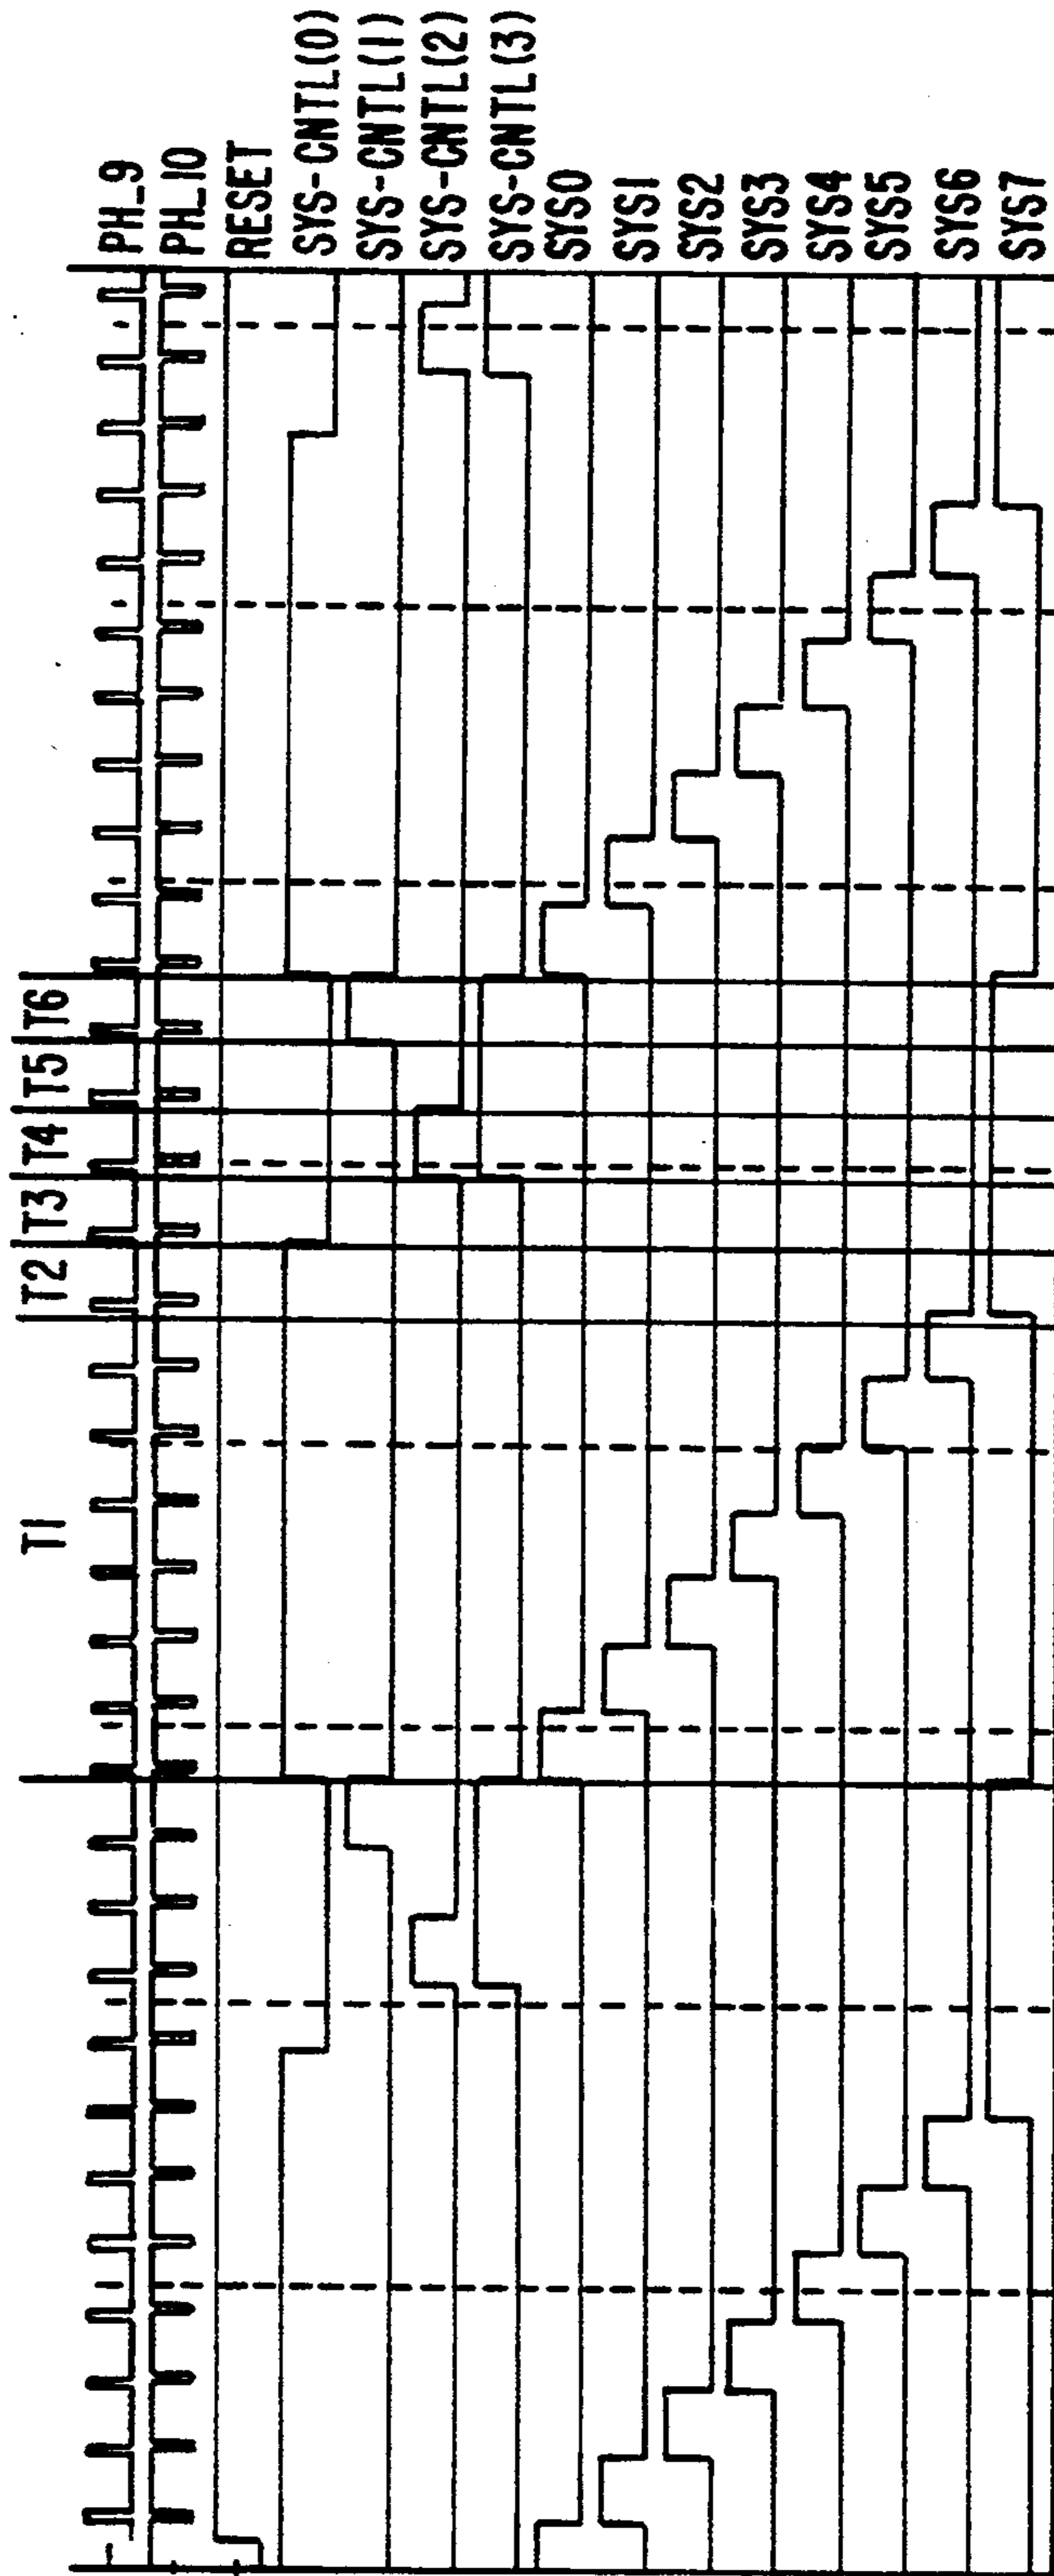 T1
T2
T3
T4
T5
T6
PH_9
PH_10
RESET
SYS-CNTL(0)
SYS-CNTL(1)
SYS-CNTL(2)
SYS-CNTL(3)
SYS0
SYS1
SYS2
SYS3
SYS4
SYS5
SYS6
SYS7